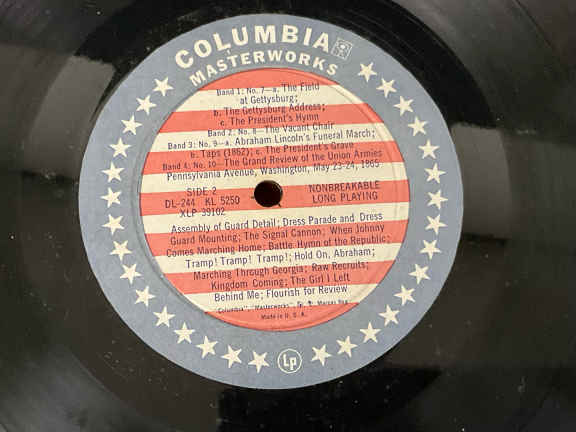 COLUMBIA
MASTERWORKS
Band 1: No. 7—a. The Field
at Gettysburg;
b. The Gettysburg Address;
c. The President's Hymn
Band 2: No. 8—The Vacant Chair
Band 3: No. 9—a. Abraham Lincoln's Funeral March;
b. Taps (1862); c. The President's Grave
Band 4: No. 10—The Grand Review of the Union Armies
Pennsylvania Avenue, Washington, May 23-24, 1865
SIDE 2 NONBREAKABLE
DL-244 KL 5250 LONG PLAYING
XLP 39102
Assembly of Guard Detail; Dress Parade and Dress
Guard Mounting; The Signal Cannon; When Johnny
Comes Marching Home; Battle Hymn of the Republic;
Tramp! Tramp! Tramp!; Hold On, Abraham;
Marching Through Georgia; Raw Recruits;
Kingdom Coming; The Girl I Left
Behind Me; Flourish for Review
"Columbia", "Masterworks", Marcas Reg.
Made in U. S. A.
Lp